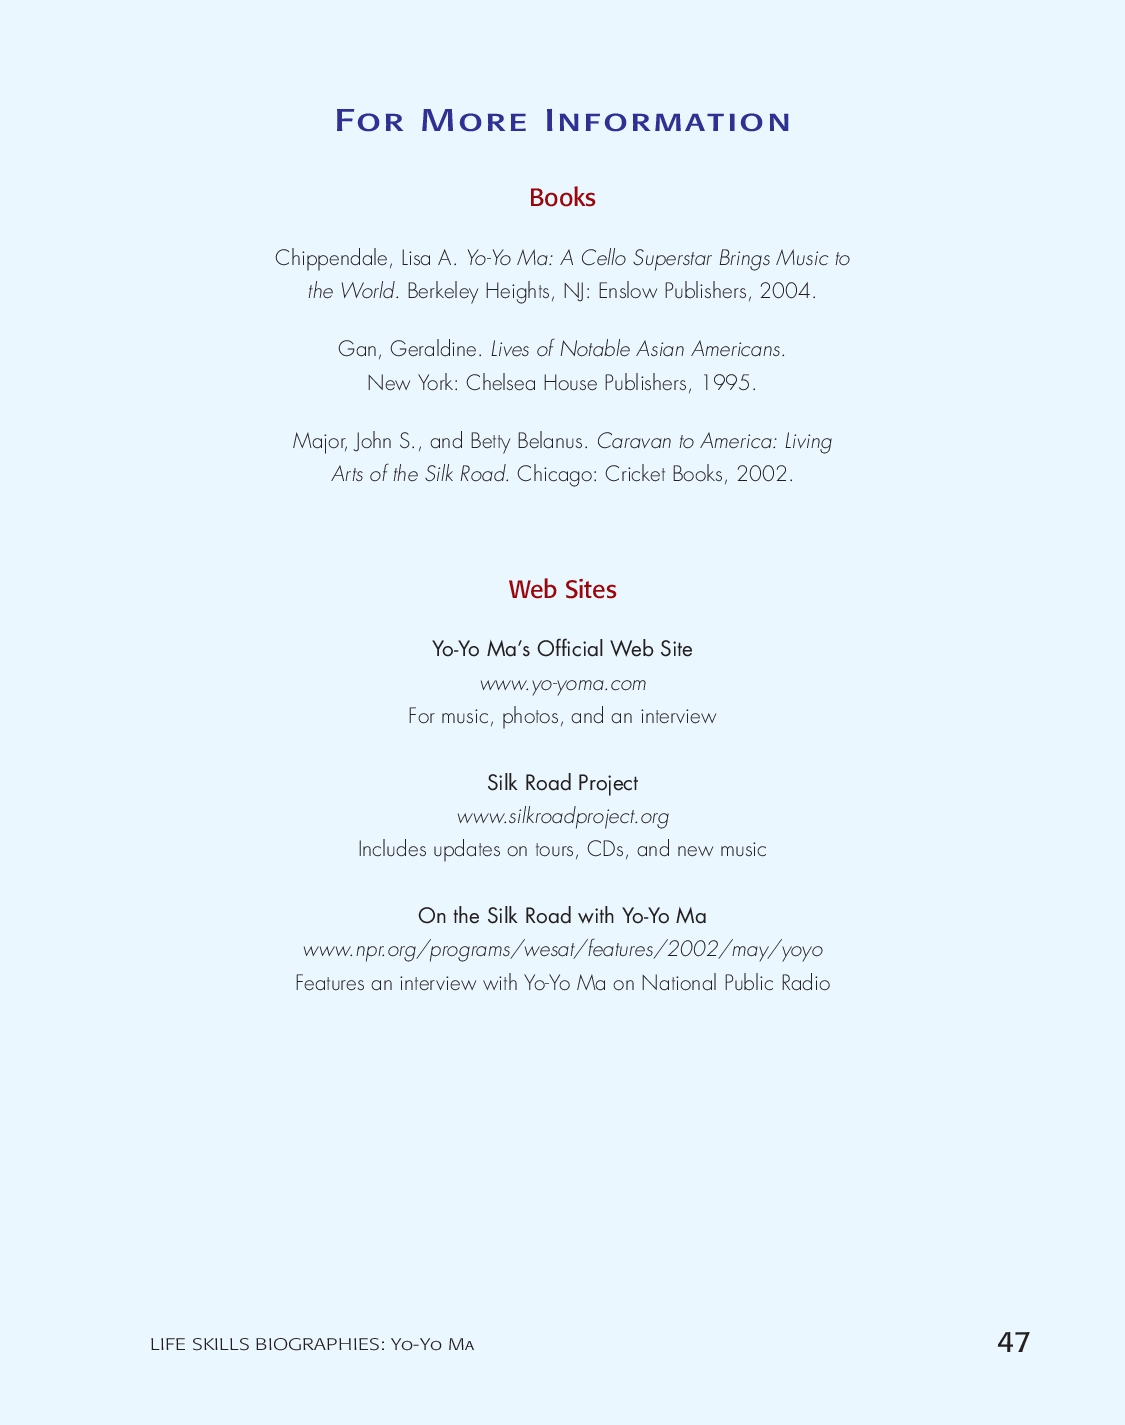 For More Information
Books
Chippendale, Lisa A. Yo-Yo Ma: A Cello Superstar Brings Music to
the World. Berkeley Heights, NJ: Enslow Publishers, 2004.
Gan, Geraldine. Lives of Notable Asian Americans.
New York: Chelsea House Publishers, 1995.
Major, John S., and Betty Belanus. Caravan to America: Living
Arts of the Silk Road. Chicago: Cricket Books, 2002.
Web Sites
Yo-Yo Ma’s Official Web Site
www.yo-yoma.com
For music, photos, and an interview
Silk Road Project
www.silkroadproject.org
Includes updates on tours, CDs, and new music
On the Silk Road with Yo-Yo Ma
www.npr.org/programs/wesat/features/2002/may/yoyo
Features an interview with Yo-Yo Ma on National Public Radio
LIFE SKILLS BIOGRAPHIES: Yo-Yo Ma
47